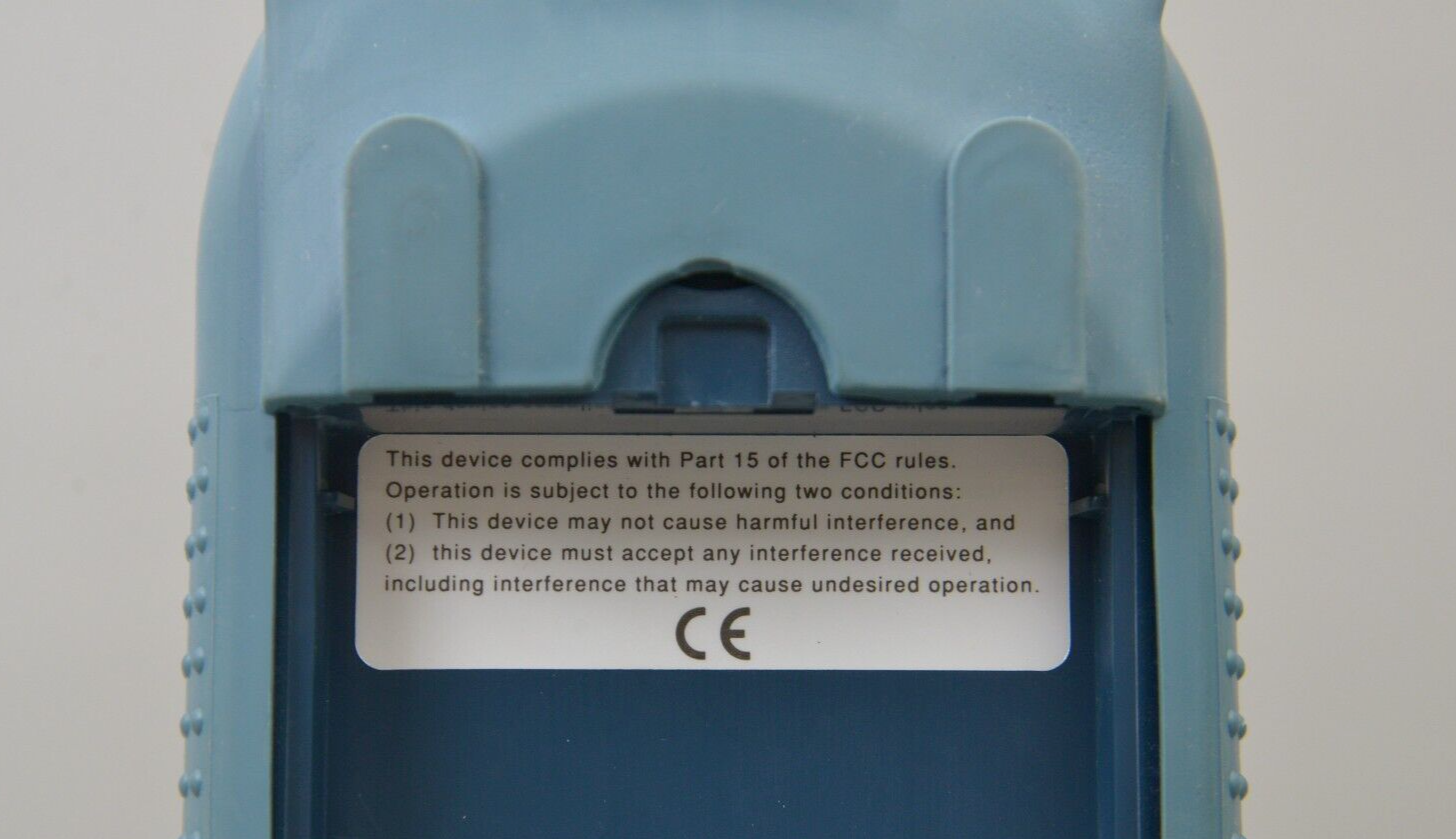 This device complies with Part 15 of the FCC rules.
Operation is subject to the following two conditions:
(1) This device may not cause harmful interference, and
(2) this device must accept any interference received,
including interference that may cause undesired operation.
CE